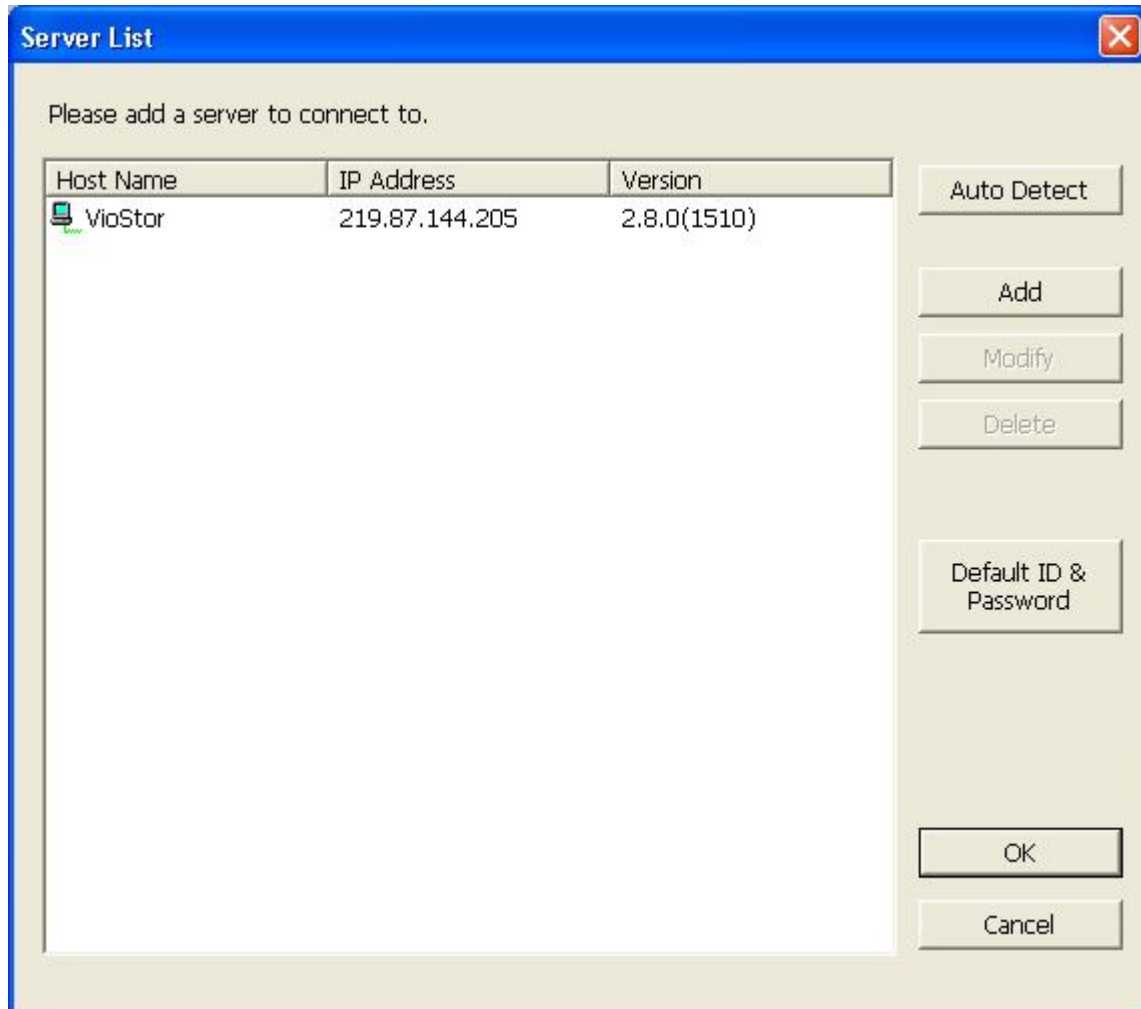 Server List
Please add a server to connect to.
Host Name IP Address Version
VioStor 219.87.144.205 2.8.0(1510)
Auto Detect
Add
Modify
Delete
Default ID &
Password
OK
Cancel